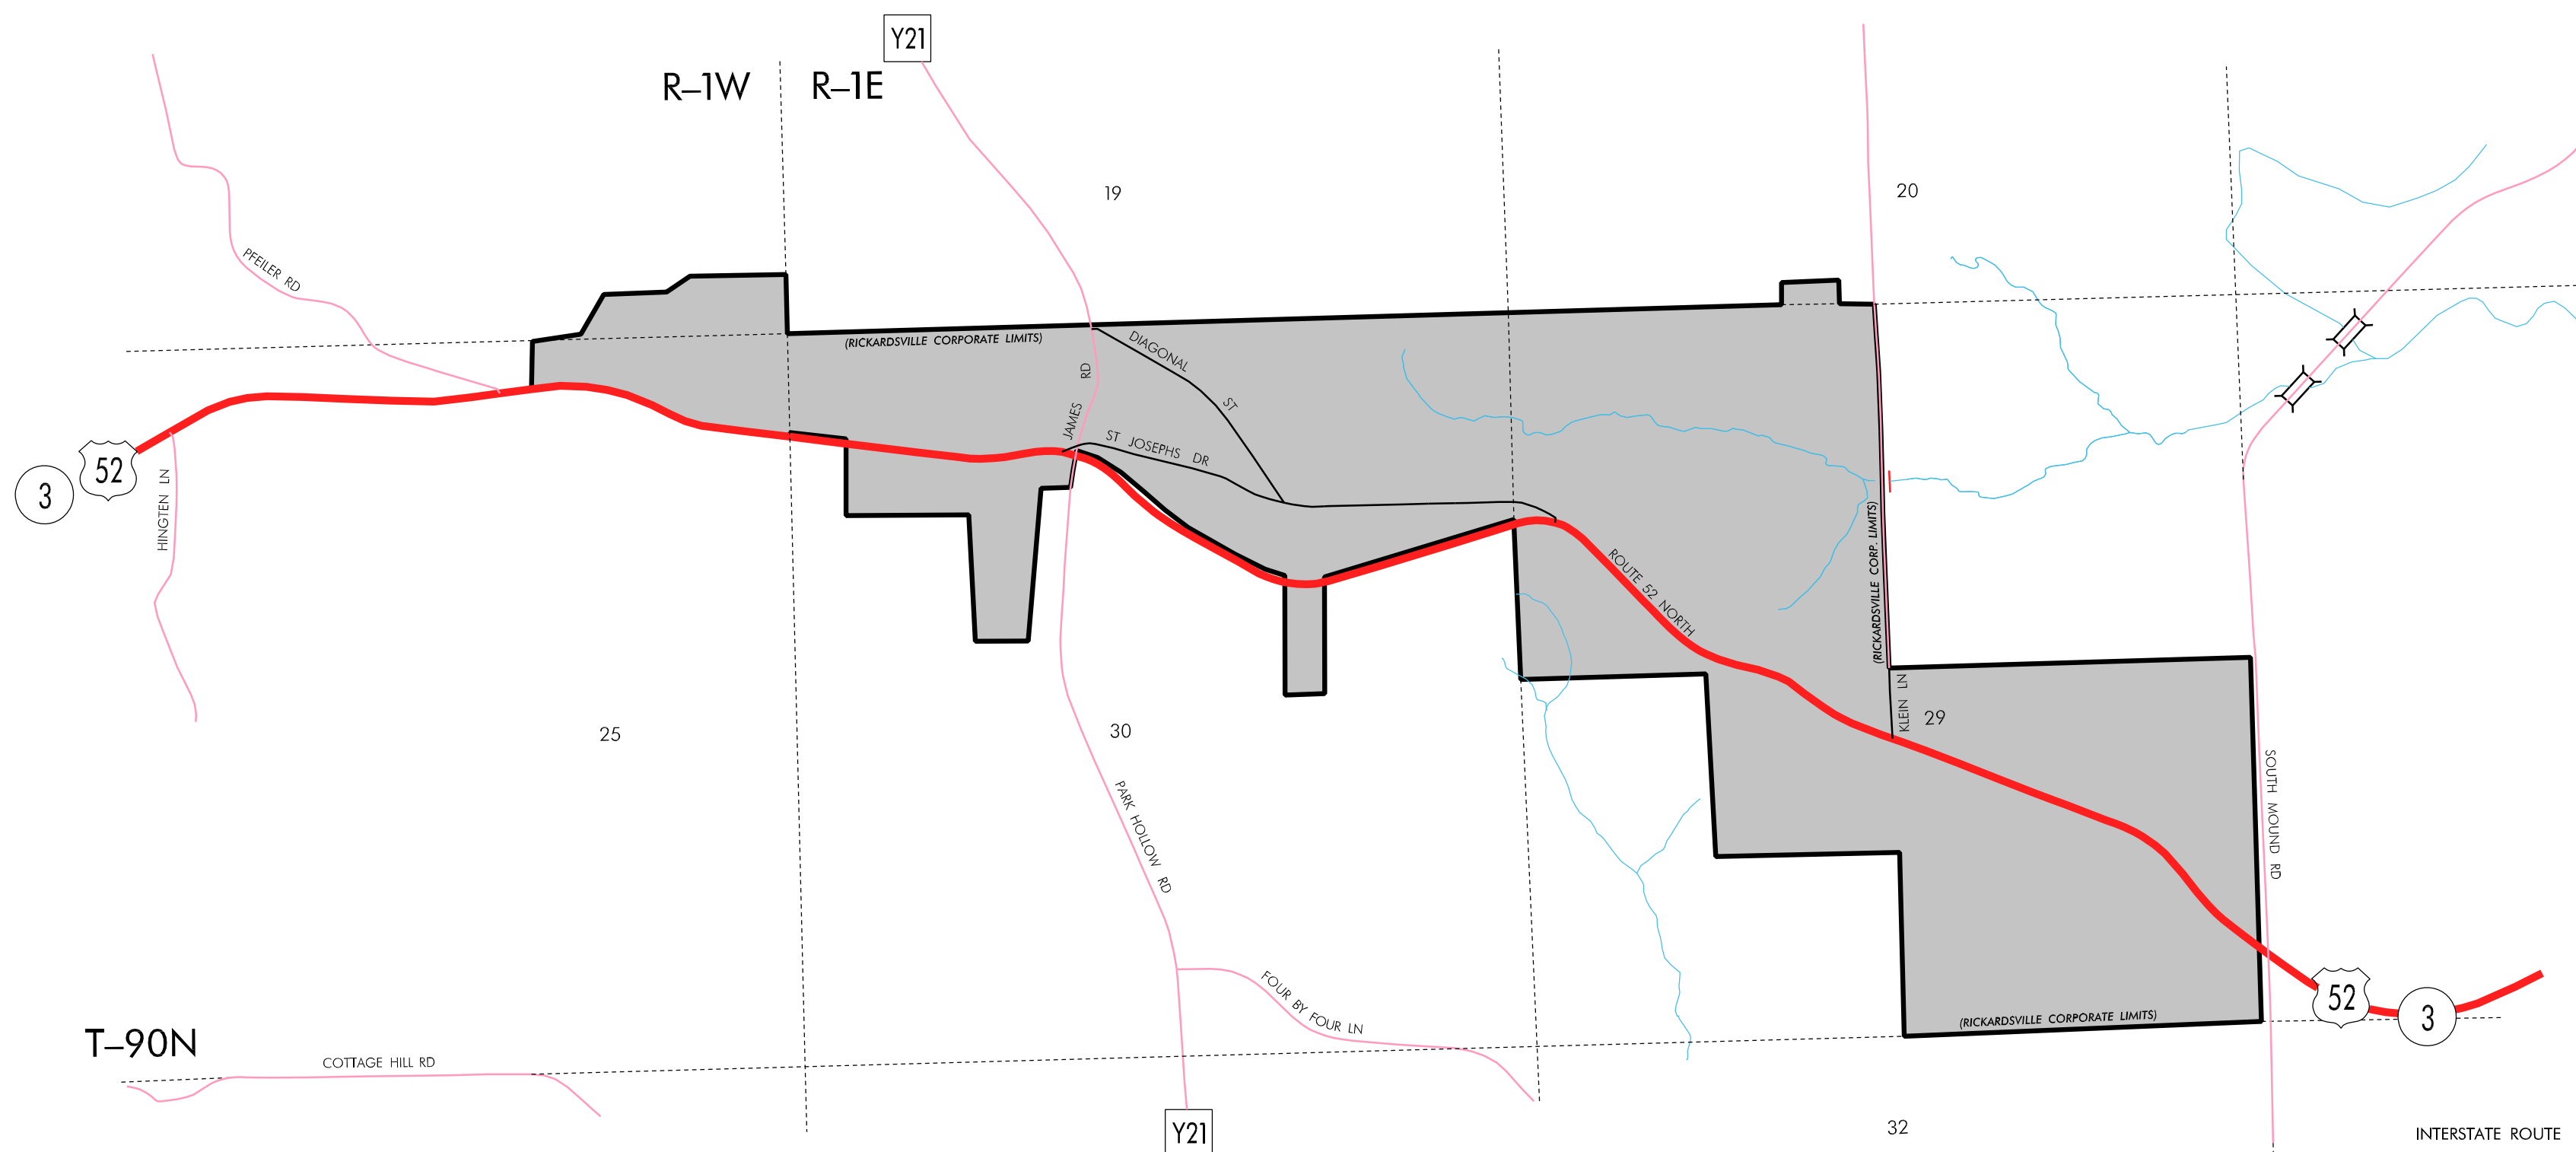 Y21
R–1W
R–1E
19
20
PFEILER RD
(RICKARDSVILLE CORPORATE LIMITS)
DIAGONAL ST
JAMES RD
ST JOSEPHS DR
52
3
HINGTEN LN
(RICKARDSVILLE CORP. LIMITS)
ROUTE 52 NORTH
KLEIN LN
29
25
30
PARK HOLLOW RD
SOUTH MOUND RD
FOUR BY FOUR LN
52
3
(RICKARDSVILLE CORPORATE LIMITS)
T–90N
COTTAGE HILL RD
Y21
32
INTERSTATE ROUTE